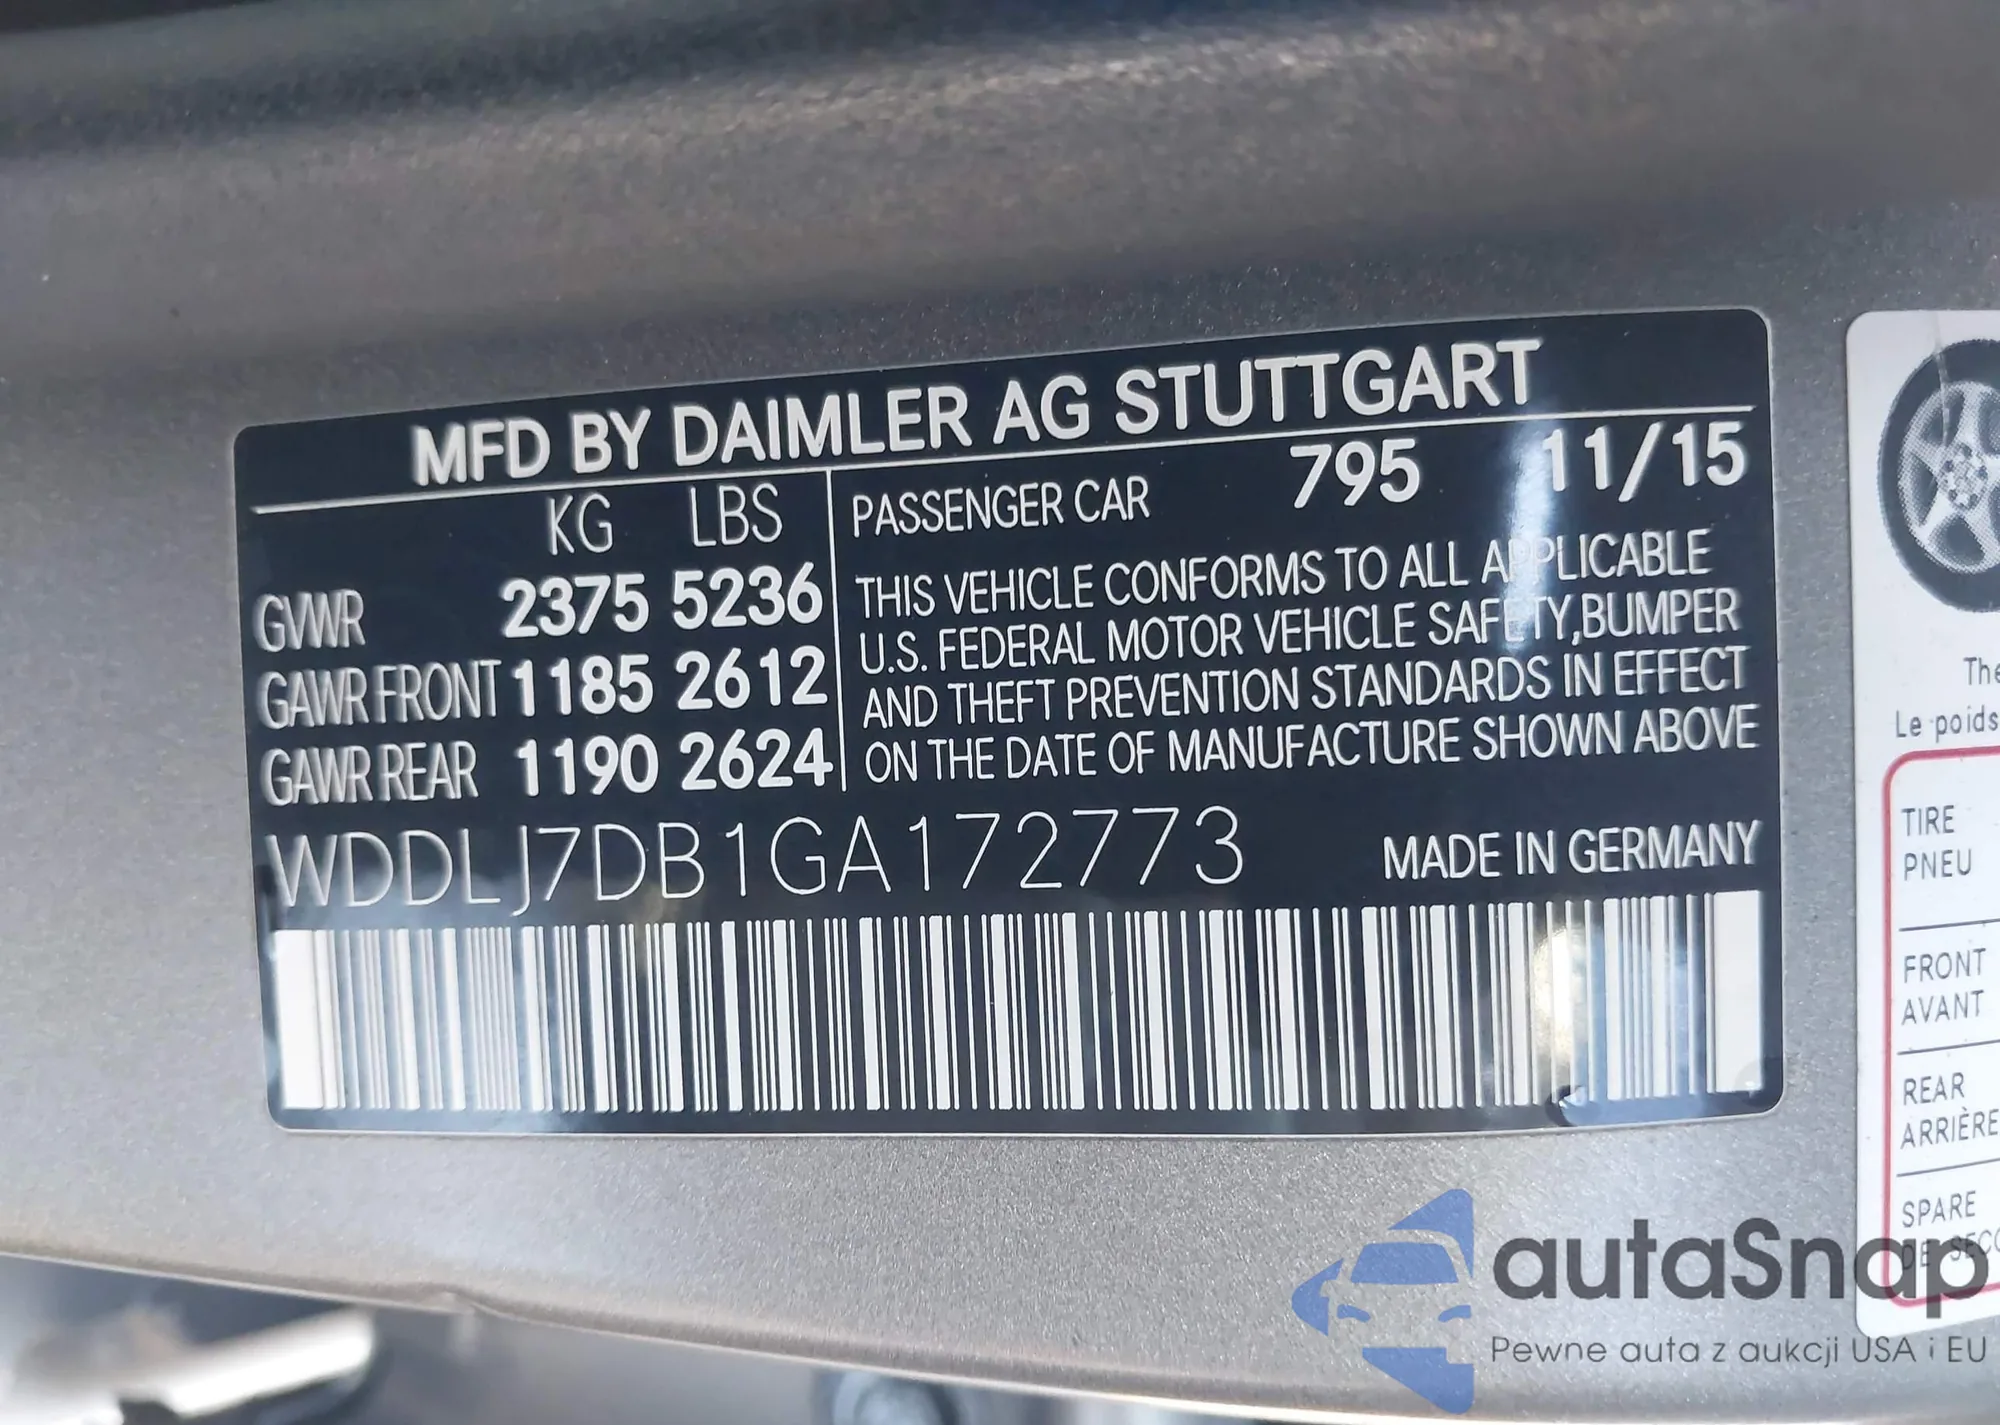 MFD BY DAIMLER AG STUTTGART
KG LBS
GVWR 2375 5236
GAWR FRONT 1185 2612
GAWR REAR 1190 2624
PASSENGER CAR 795 11/15
THIS VEHICLE CONFORMS TO ALL APPLICABLE
U.S. FEDERAL MOTOR VEHICLE SAFETY,BUMPER
AND THEFT PREVENTION STANDARDS IN EFFECT
ON THE DATE OF MANUFACTURE SHOWN ABOVE
WDDLJ7DB1GA172773 MADE IN GERMANY
The
Le poids
TIRE
PNEU
FRONT
AVANT
REAR
ARRIÈRE
SPARE
DE SECO
autaSnap
Pewne auta z aukcji USA i EU